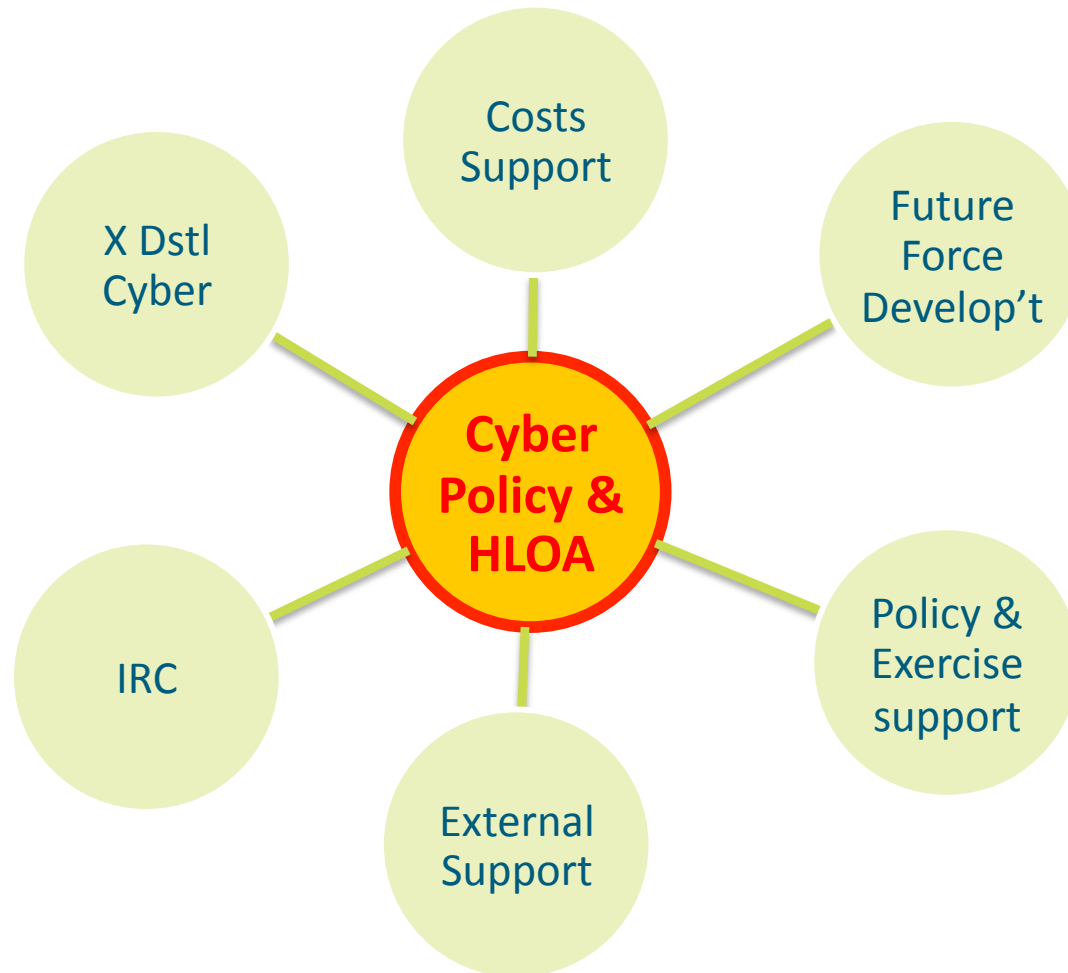 Costs
Support
Future
Force
Develop’t
X Dstl
Cyber
Cyber
Policy &
HLOA
Policy &
Exercise
support
IRC
External
Support